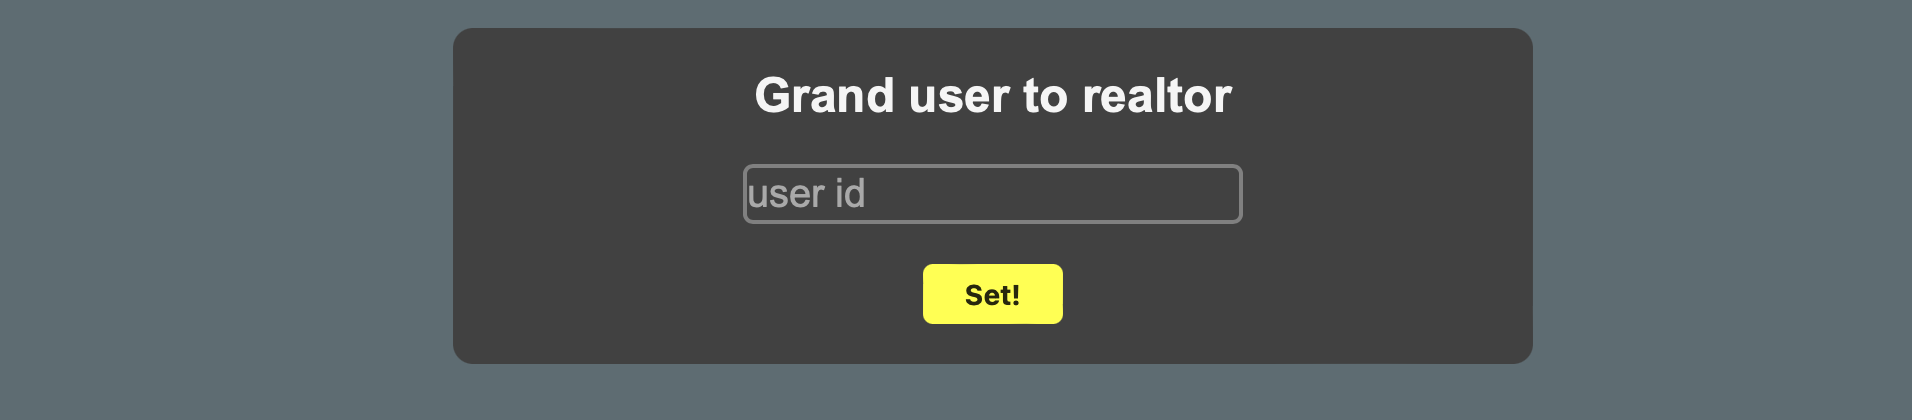 Grand user to realtor
user id
Set!